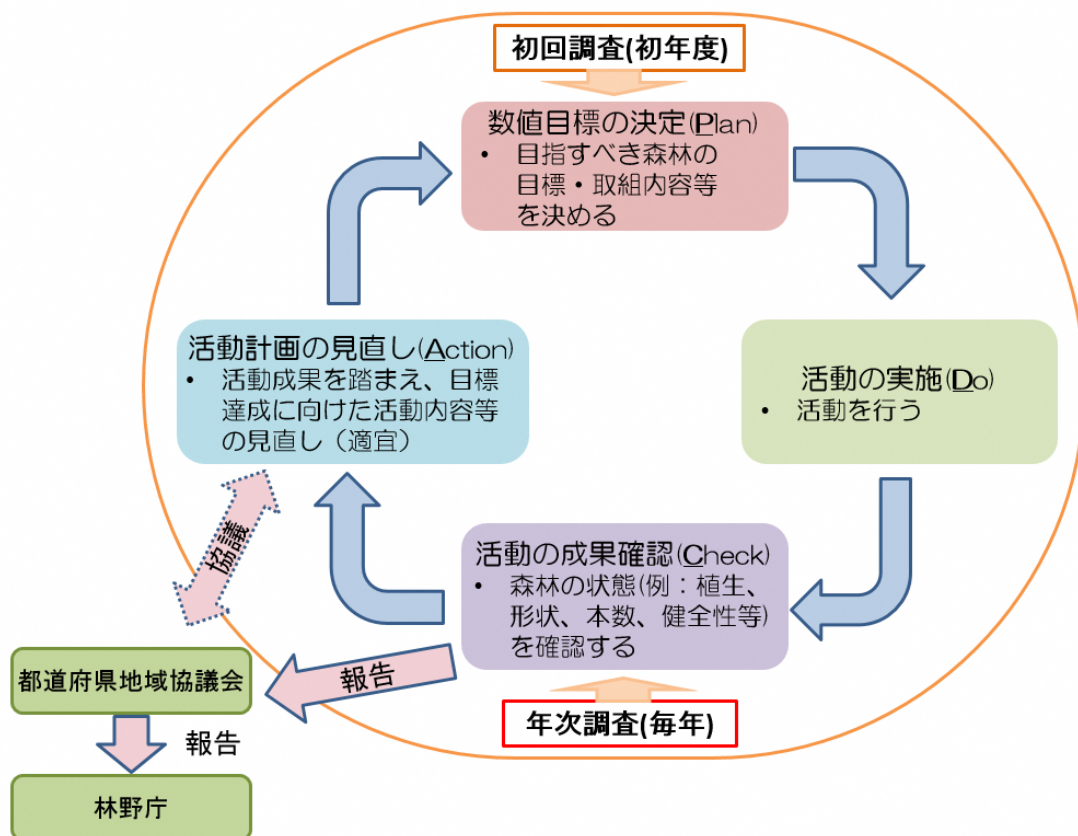 初回調査(初年度)
数値目標の決定(Plan)
• 目指すべき森林の
目標・取組内容等
を決める
活動計画の見直し(Action)
• 活動成果を踏まえ、目標
達成に向けた活動内容等
の見直し（適宜）
活動の実施(Do)
• 活動を行う
活動の成果確認(Check)
• 森林の状態(例：植生、
形状、本数、健全性等)
を確認する
協議
報告
都道府県地域協議会
年次調査(毎年)
報告
林野庁